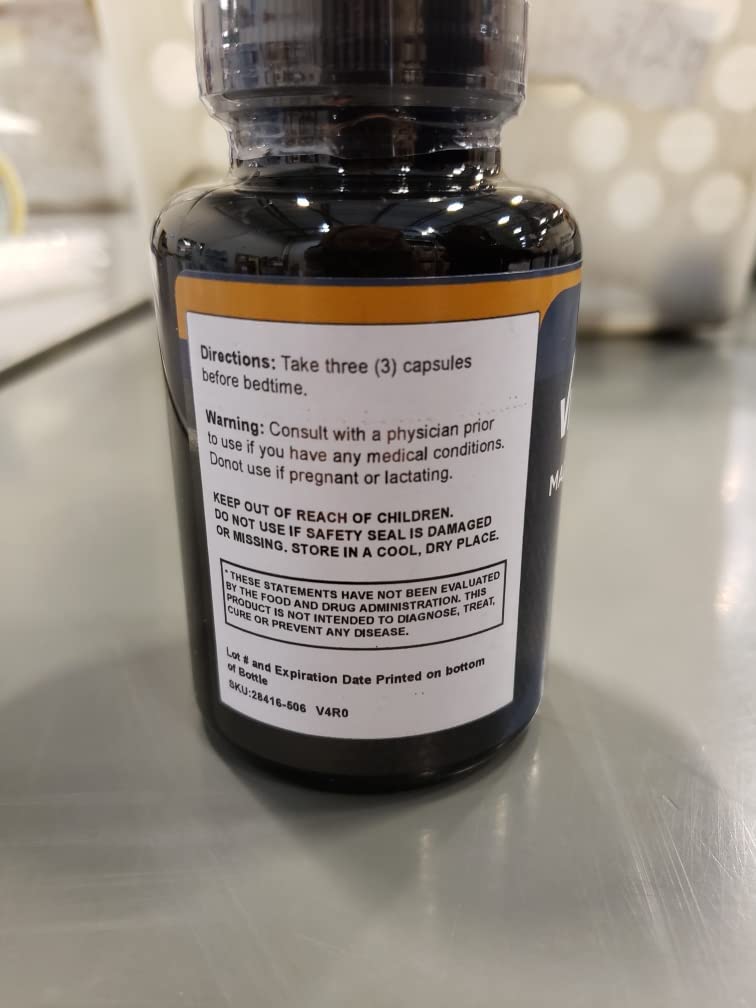 Directions: Take three (3) capsules
before bedtime.
Warning: Consult with a physician prior
to use if you have any medical conditions.
Donot use if pregnant or lactating.
KEEP OUT OF REACH OF CHILDREN.
DO NOT USE IF SAFETY SEAL IS DAMAGED
OR MISSING. STORE IN A COOL, DRY PLACE.
*THESE STATEMENTS HAVE NOT BEEN EVALUATED
BY THE FOOD AND DRUG ADMINISTRATION. THIS
PRODUCT IS NOT INTENDED TO DIAGNOSE, TREAT,
CURE OR PREVENT ANY DISEASE.
Lot # and Expiration Date Printed on bottom
of Bottle
SKU:28416-506 V4R0